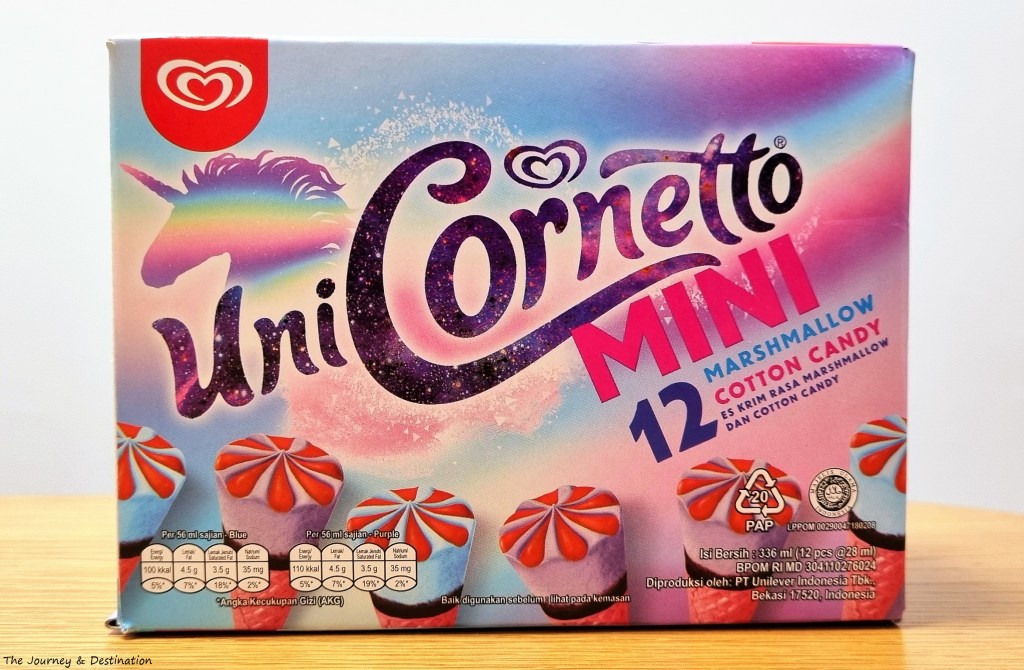 UniCornetto®
MINI
12
MARSHMALLOW
COTTON CANDY
ES KRIM RASA MARSHMALLOW
DAN COTTON CANDY
20
PAP
LPPOM 00290047180208
Per 56 ml sajian - Blue
Energi/ Energy Lemak/ Fat Lemak Jenuh/ Saturated Fat Natrium/ Sodium
100 kkal 4.5 g 3.5 g 35 mg
5%* 7%* 18%* 2%*
Per 56 ml sajian - Purple
Energi/ Energy Lemak/ Fat Lemak Jenuh/ Saturated Fat Natrium/ Sodium
110 kkal 4.5 g 3.5 g 35 mg
5%* 7%* 19%* 2%*
*Angka Kecukupan Gizi (AKG)
Baik digunakan sebelum, lihat pada kemasan
Isi Bersih : 336 ml (12 pcs @28 ml)
BPOM RI MD 304110276024
Diproduksi oleh: PT Unilever Indonesia Tbk.,
Bekasi 17520, Indonesia
The Journey & Destination